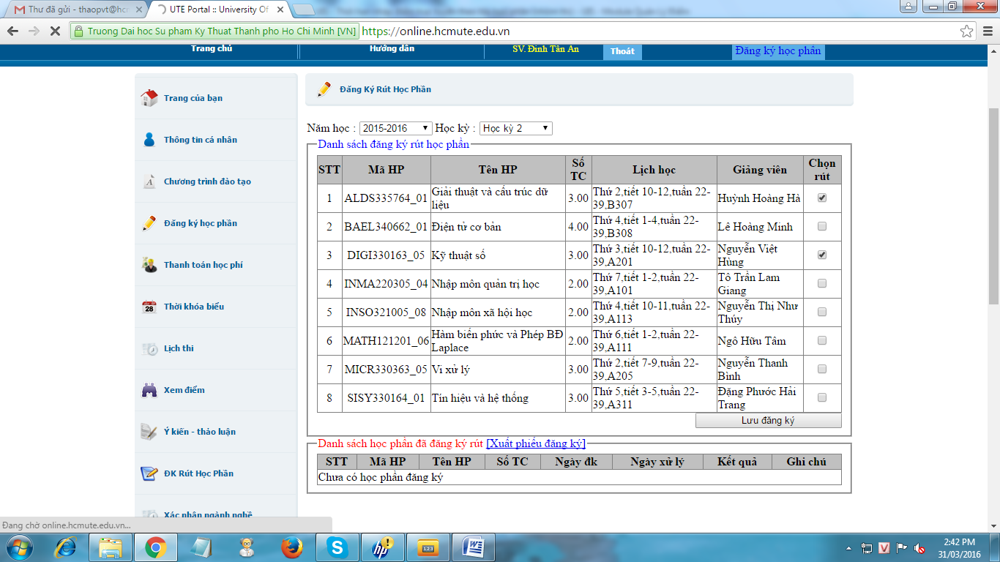 Thư đã gửi - thaopvt@hc
UTE Portal :: University Of
Truong Dai hoc Su pham Ky Thuat Thanh pho Ho Chi Minh [VN] https://online.hcmute.edu.vn
Trang chủ Hướng dẫn SV. Đinh Tân An Thoát Đăng ký học phần
Trang của bạn
Thông tin cá nhân
Chương trình đào tạo
Đăng ký học phần
Thanh toán học phí
Thời khóa biểu
28
Lịch thi
Xem điểm
Ý kiến - thảo luận
ĐK Rút Học Phần
Xác nhận ngành nghề
Đăng Ký Rút Học Phần
Năm học : 2015-2016 Học kỳ : Học kỳ 2
Danh sách đăng ký rút học phần
STT Mã HP Tên HP Số TC Lịch học Giảng viên Chọn rút
1 ALDS335764_01 Giải thuật và cấu trúc dữ liệu 3.00 Thứ 2,tiết 10-12,tuần 22-39,B307 Huỳnh Hoàng Hà
2 BAEL340662_01 Điện tử cơ bản 4.00 Thứ 4,tiết 1-4,tuần 22-39,B308 Lê Hoàng Minh
3 DIGI330163_05 Kỹ thuật số 3.00 Thứ 3,tiết 10-12,tuần 22-39,A201 Nguyễn Việt Hùng
4 INMA220305_04 Nhập môn quản trị học 2.00 Thứ 7,tiết 1-2,tuần 22-39,A101 Tô Trần Lam Giang
5 INSO321005_08 Nhập môn xã hội học 2.00 Thứ 4,tiết 10-11,tuần 22-39,A113 Nguyễn Thị Như Thúy
6 MATH121201_06 Hàm biến phức và Phép BĐ Laplace 2.00 Thứ 6,tiết 1-2,tuần 22-39,A111 Ngô Hữu Tâm
7 MICR330363_05 Vi xử lý 3.00 Thứ 2,tiết 7-9,tuần 22-39,A205 Nguyễn Thanh Bình
8 SISY330164_01 Tín hiệu và hệ thống 3.00 Thứ 5,tiết 3-5,tuần 22-39,A311 Đặng Phước Hải Trang
Lưu đăng ký
Danh sách học phần đã đăng ký rút [Xuất phiếu đăng ký]
STT Mã HP Tên HP Số TC Ngày đk Ngày xử lý Kết quả Ghi chú
Chưa có học phần đăng ký
Đang chờ online.hcmute.edu.vn...
2:42 PM
31/03/2016